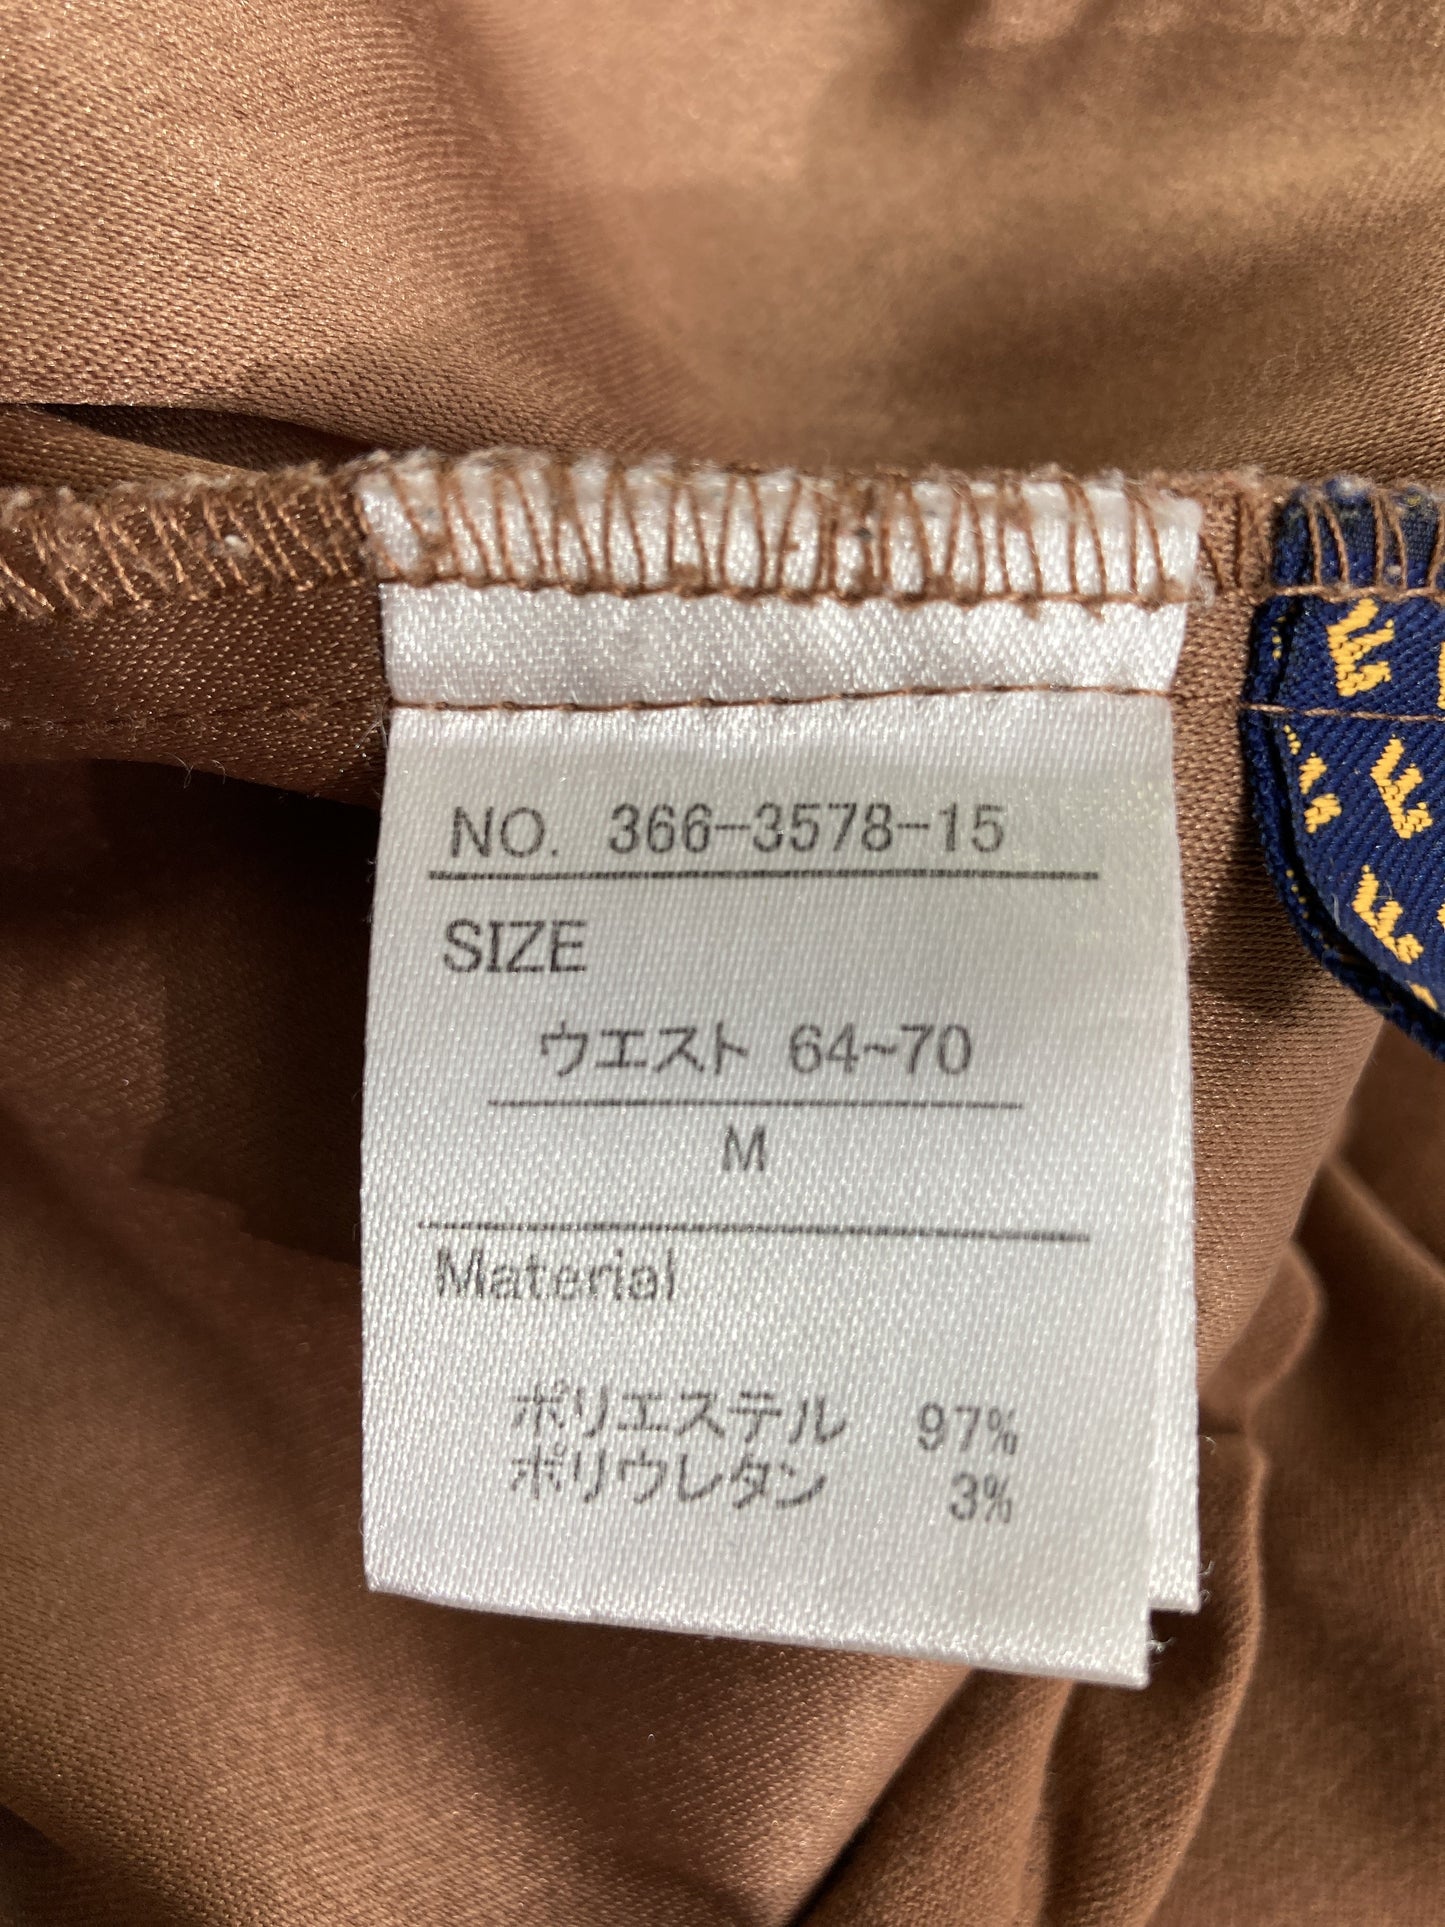 NO. 366-3578-15
SIZE
ウエスト 64~70
M
Material
ポリエステル 97%
ポリウレタン 3%